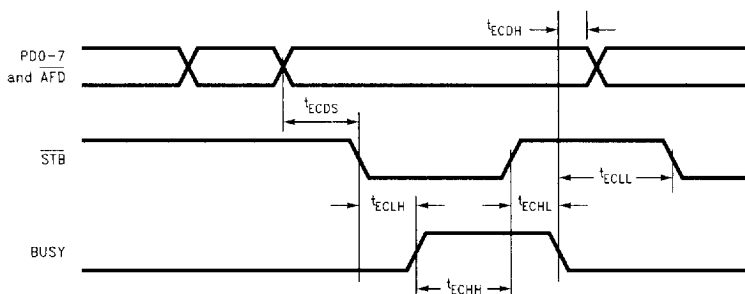 tECDH
PD0-7
and AFD
tECDS
STB
tECLL
tECLH
tECHL
BUSY
tECHH